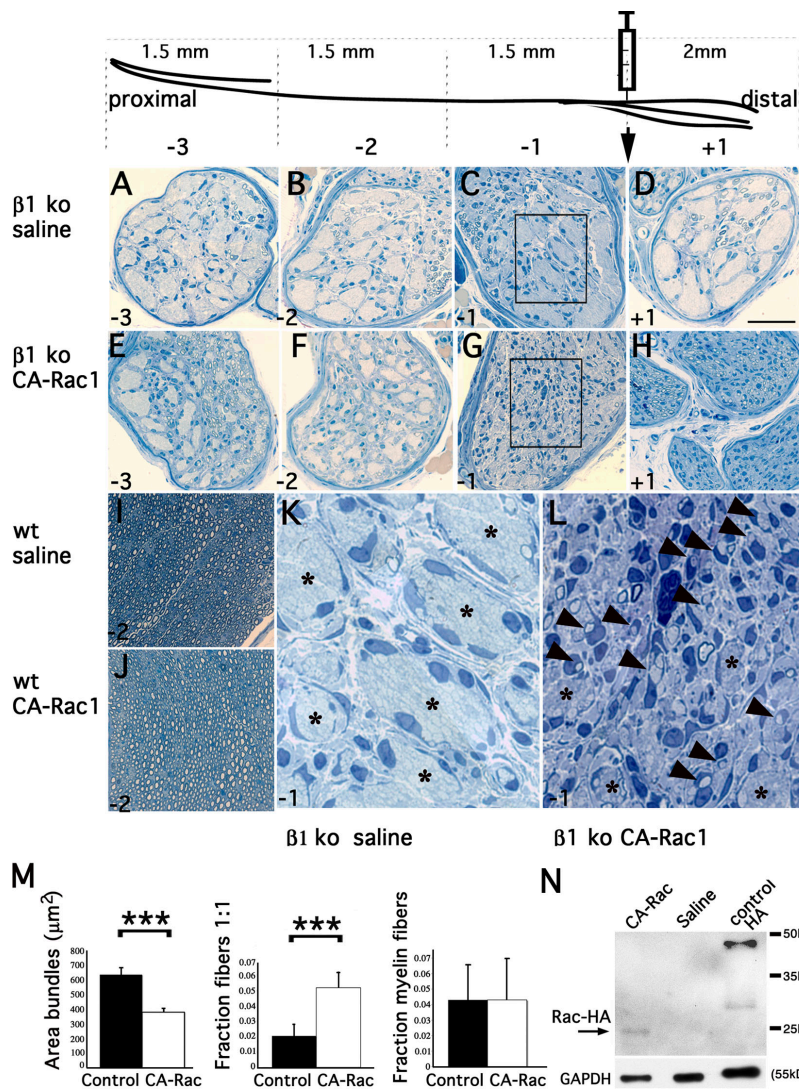 1.5 mm 1.5 mm 1.5 mm 2mm
proximal distal
-3 -2 -1 +1
β1 ko saline
A -3
B -2
C -1
D +1
β1 ko CA-Rac1
E -3
F -2
G -1
H +1
wt saline
I -2
wt CA-Rac1
J -2
K * * * * * * -1
L * * * * -1
β1 ko saline β1 ko CA-Rac1
M
Area bundles (μm²)
800
700
600
500
400
300
200
100
0
***
Control CA-Rac
Fraction fibers 1:1
0.07
0.06
0.05
0.04
0.03
0.02
0.01
0
***
Control CA-Rac
Fraction myelin fibers
0.07
0.06
0.05
0.04
0.03
0.02
0.01
0.00
Control CA-Rac
N
CA-Rac Saline control HA
50
35
25
Rac-HA
GAPDH (55kD